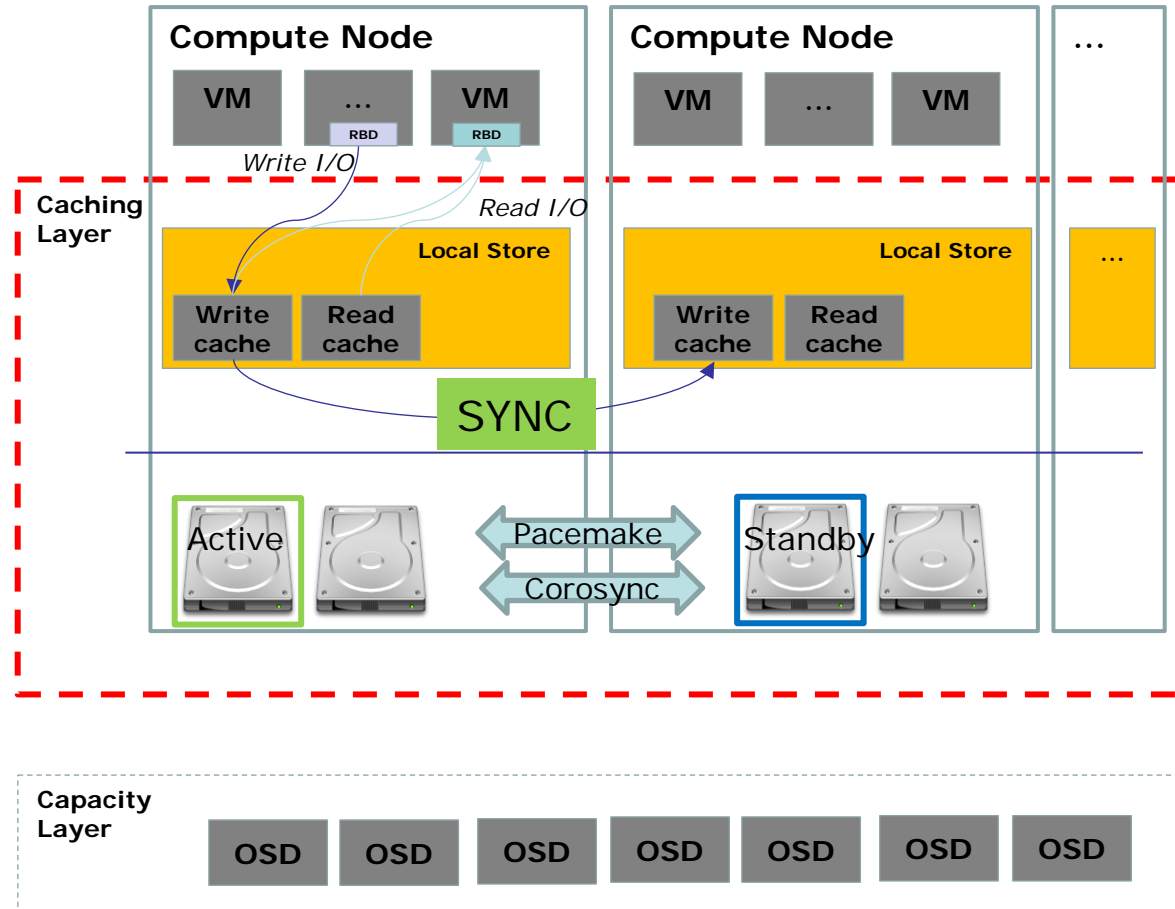 Compute Node
Compute Node
...
VM
...
VM
RBD
RBD
VM
...
VM
Write I/O
Read I/O
Caching
Layer
Local Store
Local Store
...
Write
cache
Read
cache
Write
cache
Read
cache
SYNC
Active
Pacemake
Corosync
Standby
Capacity
Layer
OSD
OSD
OSD
OSD
OSD
OSD
OSD